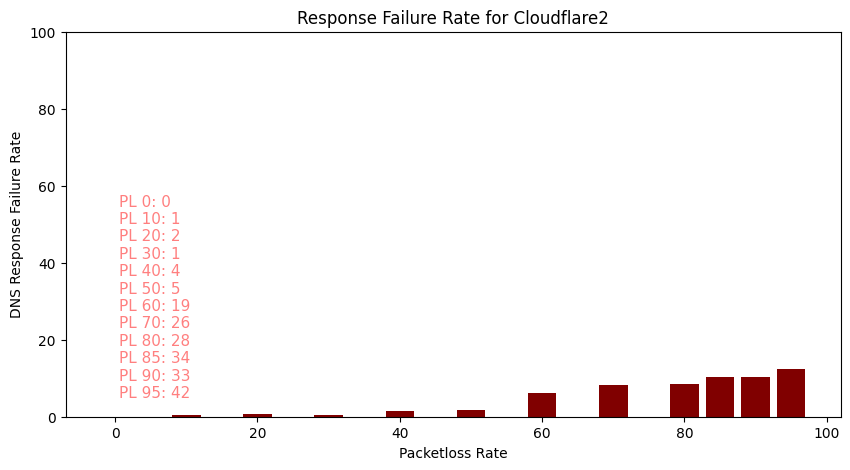 Response Failure Rate for Cloudflare2
100
80
60
40
20
0
DNS Response Failure Rate
PL 0: 0
PL 10: 1
PL 20: 2
PL 30: 1
PL 40: 4
PL 50: 5
PL 60: 19
PL 70: 26
PL 80: 28
PL 85: 34
PL 90: 33
PL 95: 42
0 20 40 60 80 100
Packetloss Rate